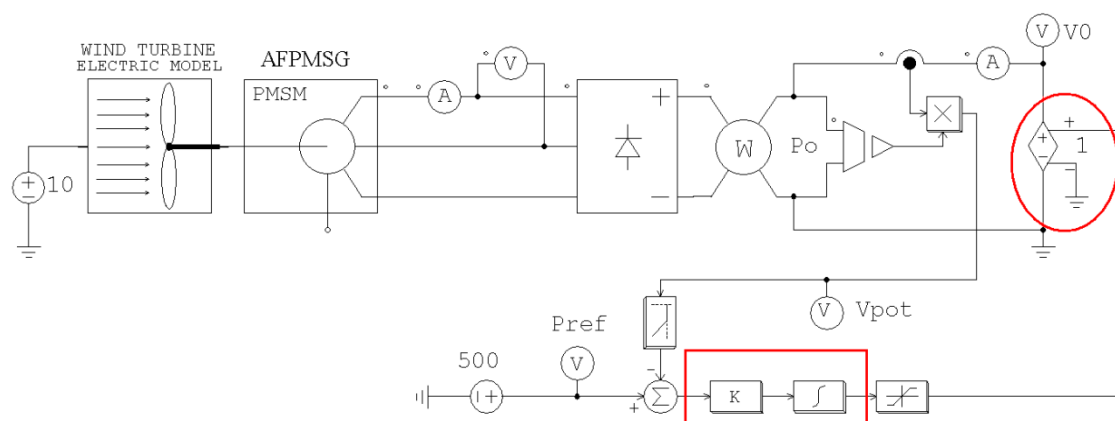 V0
WIND TURBINE
ELECTRIC MODEL
AFPMSG
PMSM
V
V
A
A
10
W
Po
+
−
+
1
−
V
Vpot
Pref
V
500
−
+
Σ
K
∫